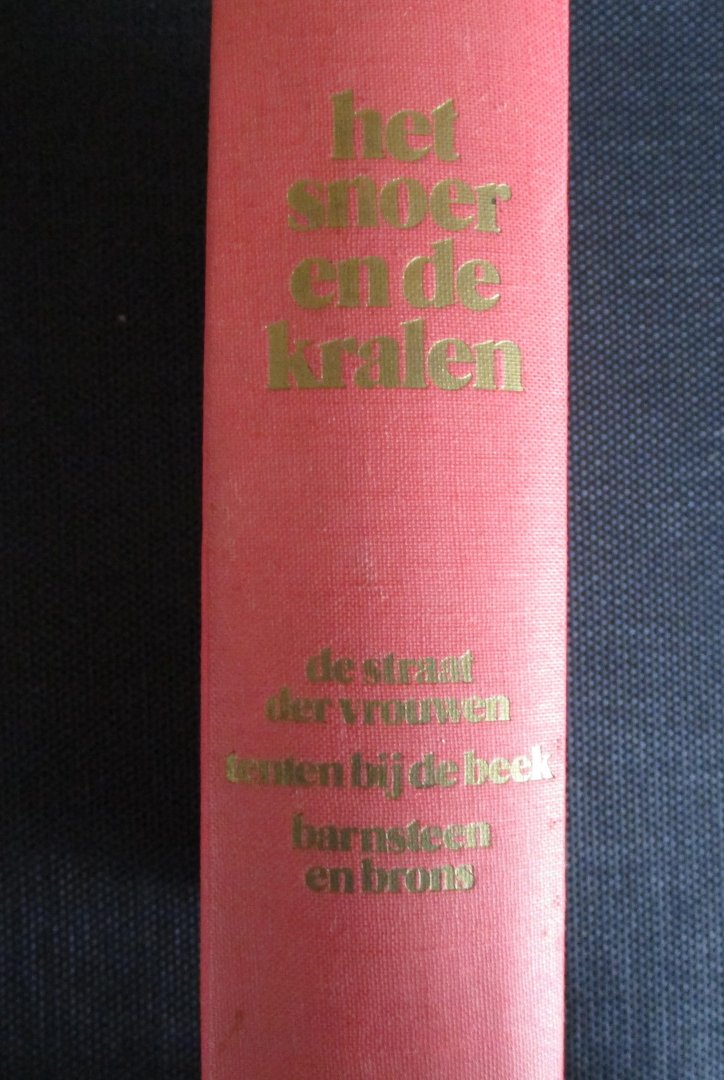 het
snoer
en de
kralen
de straat
der vrouwen
tenten bij de beek
barnsteen
en brons